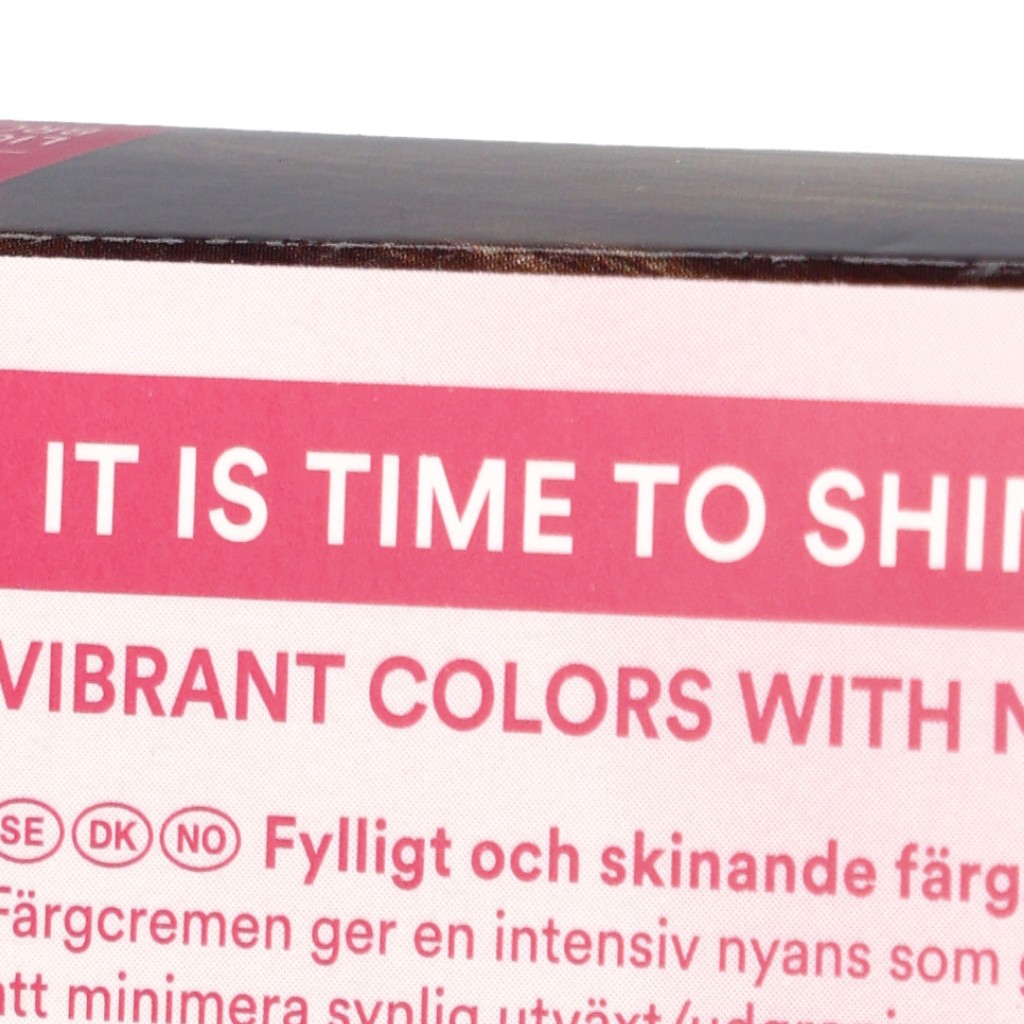 IT IS TIME TO SHIN
VIBRANT COLORS WITH N
SE DK NO Fylligt och skinande färg
Färgcremen ger en intensiv nyans som
att minimera synlig